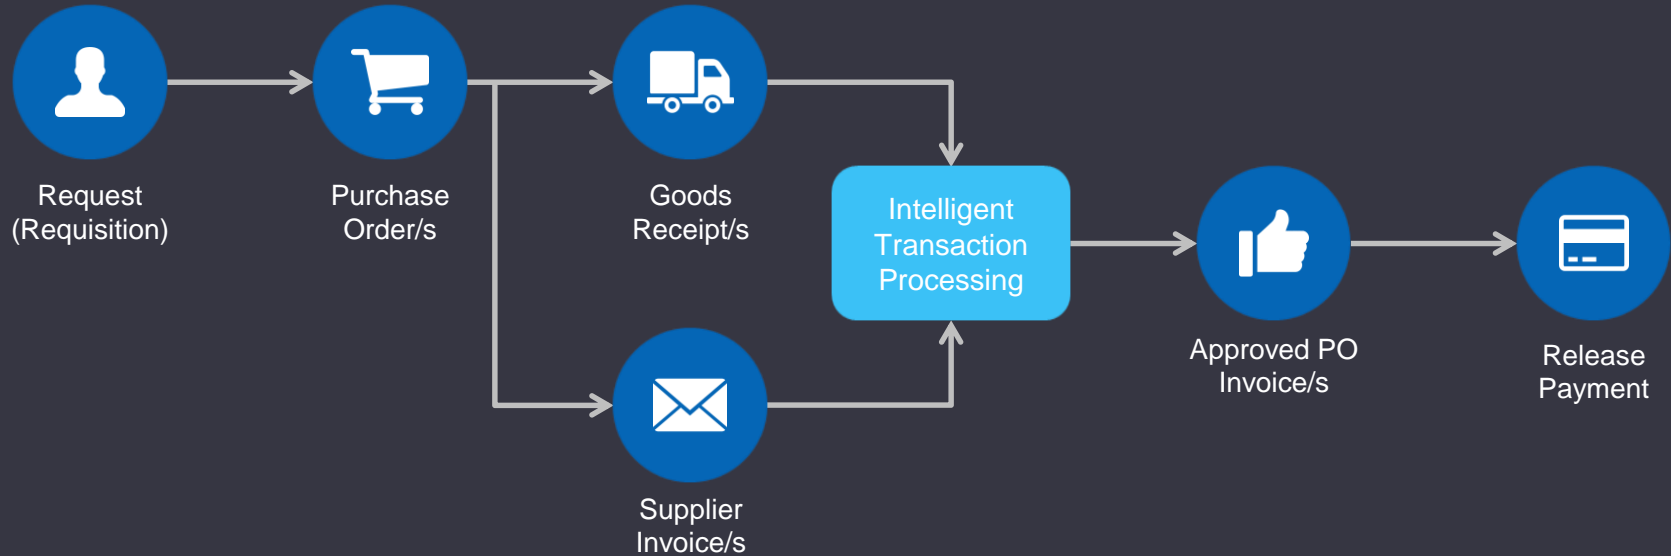 Request
(Requisition)
Purchase
Order/s
Goods
Receipt/s
Supplier
Invoice/s
Intelligent
Transaction
Processing
Approved PO
Invoice/s
Release
Payment